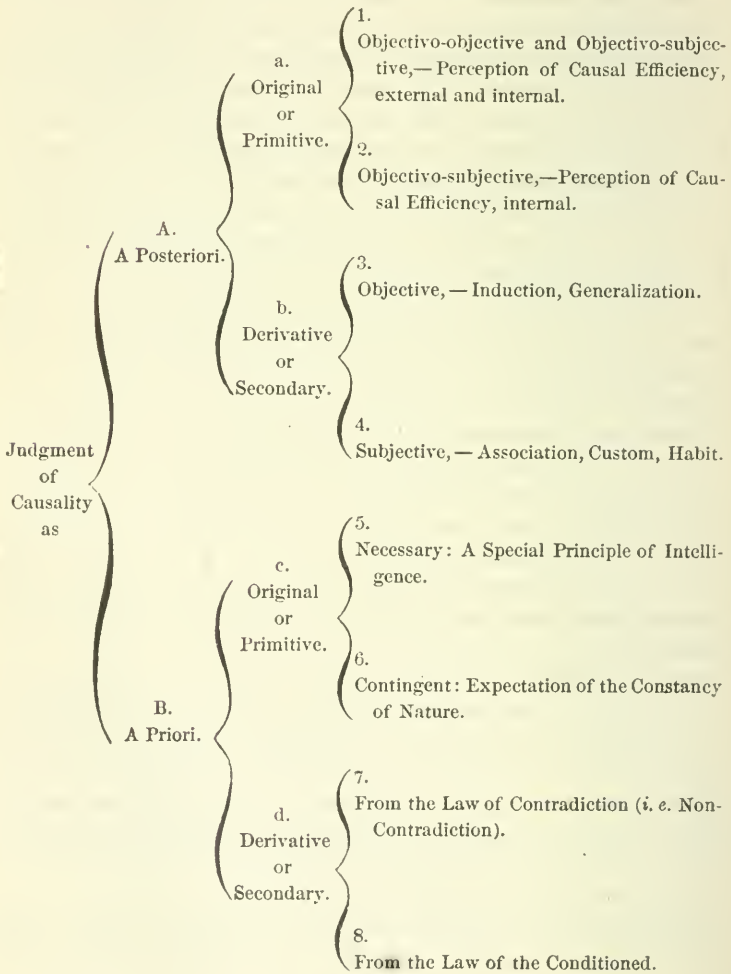 Judgment
of
Causality
as
A.
A Posteriori.
a.
Original
or
Primitive.
1.
Objectivo-objective and Objectivo-subjec-
tive,— Perception of Causal Efficiency,
external and internal.
2.
Objectivo-subjective,—Perception of Cau-
sal Efficiency, internal.
b.
Derivative
or
Secondary.
3.
Objective, — Induction, Generalization.
4.
Subjective, — Association, Custom, Habit.
B.
A Priori.
c.
Original
or
Primitive.
5.
Necessary: A Special Principle of Intelli-
gence.
6.
Contingent: Expectation of the Constancy
of Nature.
d.
Derivative
or
Secondary.
7.
From the Law of Contradiction (i. e. Non-
Contradiction).
8.
From the Law of the Conditioned.